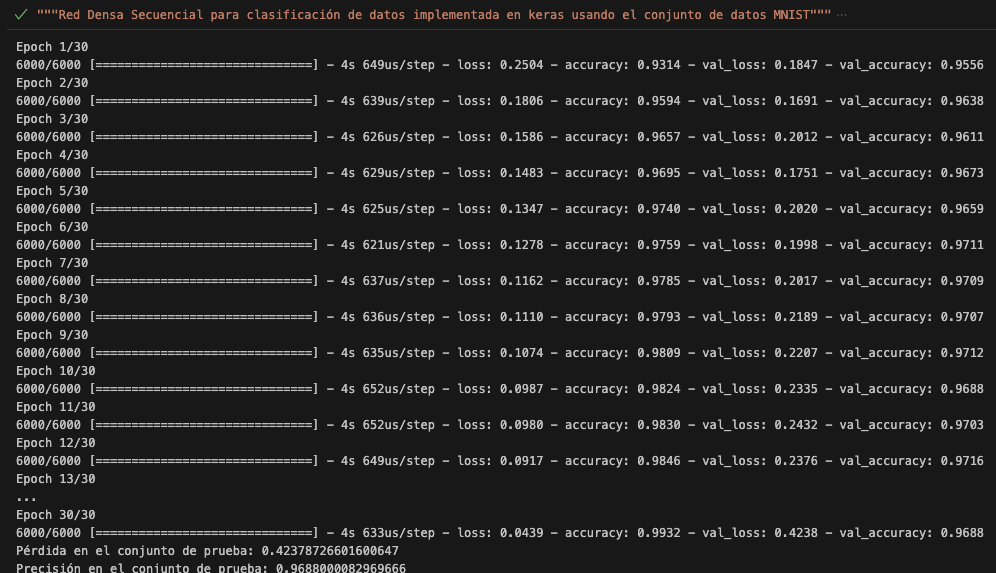 """Red Densa Secuencial para clasificación de datos implementada en keras usando el conjunto de datos MNIST""" ...
Epoch 1/30
6000/6000 [==============================] - 4s 649us/step - loss: 0.2504 - accuracy: 0.9314 - val_loss: 0.1847 - val_accuracy: 0.9556
Epoch 2/30
6000/6000 [==============================] - 4s 639us/step - loss: 0.1806 - accuracy: 0.9594 - val_loss: 0.1691 - val_accuracy: 0.9638
Epoch 3/30
6000/6000 [==============================] - 4s 626us/step - loss: 0.1586 - accuracy: 0.9657 - val_loss: 0.2012 - val_accuracy: 0.9611
Epoch 4/30
6000/6000 [==============================] - 4s 629us/step - loss: 0.1483 - accuracy: 0.9695 - val_loss: 0.1751 - val_accuracy: 0.9673
Epoch 5/30
6000/6000 [==============================] - 4s 625us/step - loss: 0.1347 - accuracy: 0.9740 - val_loss: 0.2020 - val_accuracy: 0.9659
Epoch 6/30
6000/6000 [==============================] - 4s 621us/step - loss: 0.1278 - accuracy: 0.9759 - val_loss: 0.1998 - val_accuracy: 0.9711
Epoch 7/30
6000/6000 [==============================] - 4s 637us/step - loss: 0.1162 - accuracy: 0.9785 - val_loss: 0.2017 - val_accuracy: 0.9709
Epoch 8/30
6000/6000 [==============================] - 4s 636us/step - loss: 0.1110 - accuracy: 0.9793 - val_loss: 0.2189 - val_accuracy: 0.9707
Epoch 9/30
6000/6000 [==============================] - 4s 635us/step - loss: 0.1074 - accuracy: 0.9809 - val_loss: 0.2207 - val_accuracy: 0.9712
Epoch 10/30
6000/6000 [==============================] - 4s 652us/step - loss: 0.0987 - accuracy: 0.9824 - val_loss: 0.2335 - val_accuracy: 0.9688
Epoch 11/30
6000/6000 [==============================] - 4s 652us/step - loss: 0.0980 - accuracy: 0.9830 - val_loss: 0.2432 - val_accuracy: 0.9703
Epoch 12/30
6000/6000 [==============================] - 4s 649us/step - loss: 0.0917 - accuracy: 0.9846 - val_loss: 0.2376 - val_accuracy: 0.9716
Epoch 13/30
...
Epoch 30/30
6000/6000 [==============================] - 4s 633us/step - loss: 0.0439 - accuracy: 0.9932 - val_loss: 0.4238 - val_accuracy: 0.9688
Pérdida en el conjunto de prueba: 0.42378726601600647
Precisión en el conjunto de prueba: 0.9688000082969666